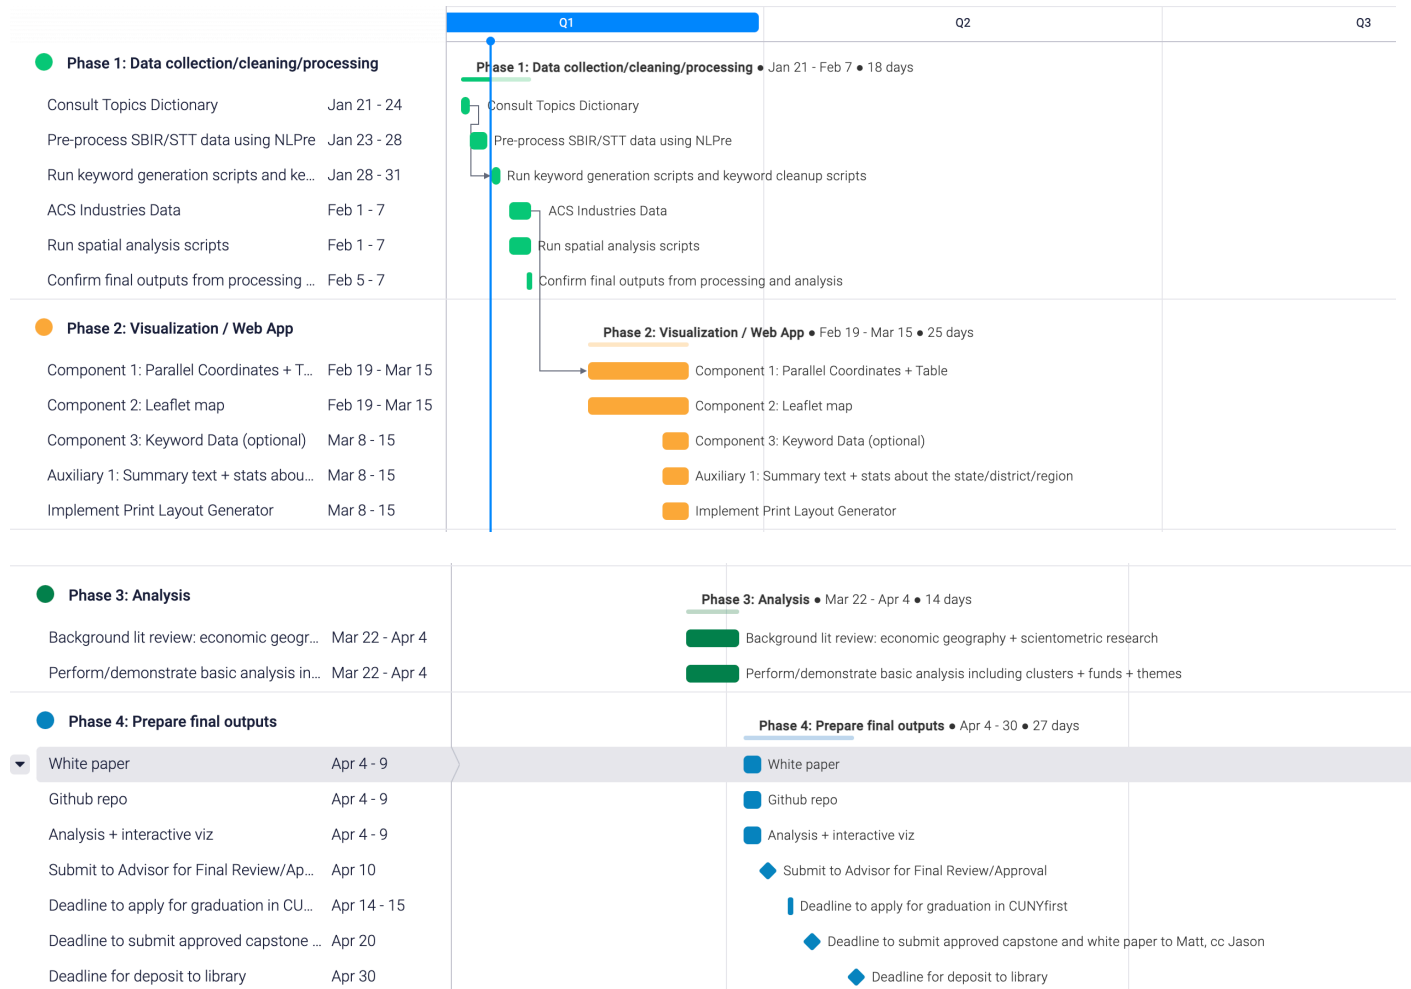 Q1 Q2 Q3
Phase 1: Data collection/cleaning/processing Phase 1: Data collection/cleaning/processing ● Jan 21 - Feb 7 ● 18 days
Consult Topics Dictionary Jan 21 - 24 Consult Topics Dictionary
Pre-process SBIR/STT data using NLPre Jan 23 - 28 Pre-process SBIR/STT data using NLPre
Run keyword generation scripts and ke... Jan 28 - 31 Run keyword generation scripts and keyword cleanup scripts
ACS Industries Data Feb 1 - 7 ACS Industries Data
Run spatial analysis scripts Feb 1 - 7 Run spatial analysis scripts
Confirm final outputs from processing ... Feb 5 - 7 Confirm final outputs from processing and analysis
Phase 2: Visualization / Web App Phase 2: Visualization / Web App ● Feb 19 - Mar 15 ● 25 days
Component 1: Parallel Coordinates + T... Feb 19 - Mar 15 Component 1: Parallel Coordinates + Table
Component 2: Leaflet map Feb 19 - Mar 15 Component 2: Leaflet map
Component 3: Keyword Data (optional) Mar 8 - 15 Component 3: Keyword Data (optional)
Auxiliary 1: Summary text + stats abou... Mar 8 - 15 Auxiliary 1: Summary text + stats about the state/district/region
Implement Print Layout Generator Mar 8 - 15 Implement Print Layout Generator
Phase 3: Analysis Phase 3: Analysis ● Mar 22 - Apr 4 ● 14 days
Background lit review: economic geogr... Mar 22 - Apr 4 Background lit review: economic geography + scientometric research
Perform/demonstrate basic analysis in... Mar 22 - Apr 4 Perform/demonstrate basic analysis including clusters + funds + themes
Phase 4: Prepare final outputs Phase 4: Prepare final outputs ● Apr 4 - 30 ● 27 days
White paper Apr 4 - 9 White paper
Github repo Apr 4 - 9 Github repo
Analysis + interactive viz Apr 4 - 9 Analysis + interactive viz
Submit to Advisor for Final Review/Ap... Apr 10 Submit to Advisor for Final Review/Approval
Deadline to apply for graduation in CU... Apr 14 - 15 Deadline to apply for graduation in CUNYfirst
Deadline to submit approved capstone ... Apr 20 Deadline to submit approved capstone and white paper to Matt, cc Jason
Deadline for deposit to library Apr 30 Deadline for deposit to library